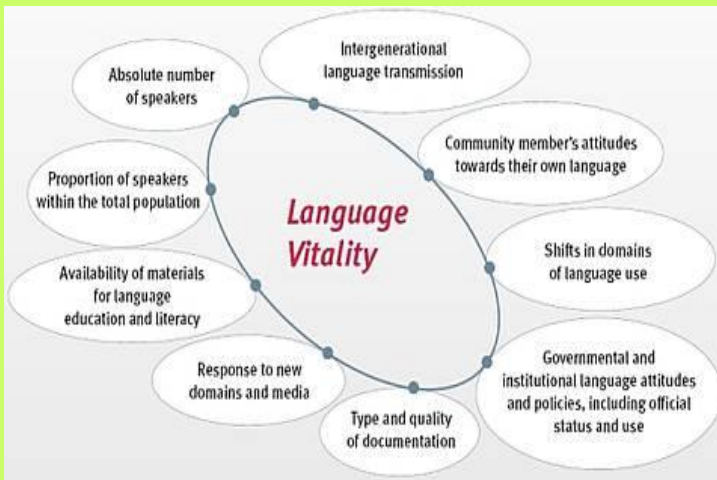 Intergenerational
language transmission
Absolute number
of speakers
Community member's attitudes
towards their own language
Proportion of speakers
within the total population
Language
Vitality
Shifts in domains
of language use
Availability of materials
for language
education and literacy
Governmental and
institutional language attitudes
and policies, including official
status and use
Response to new
domains and media
Type and quality
of documentation